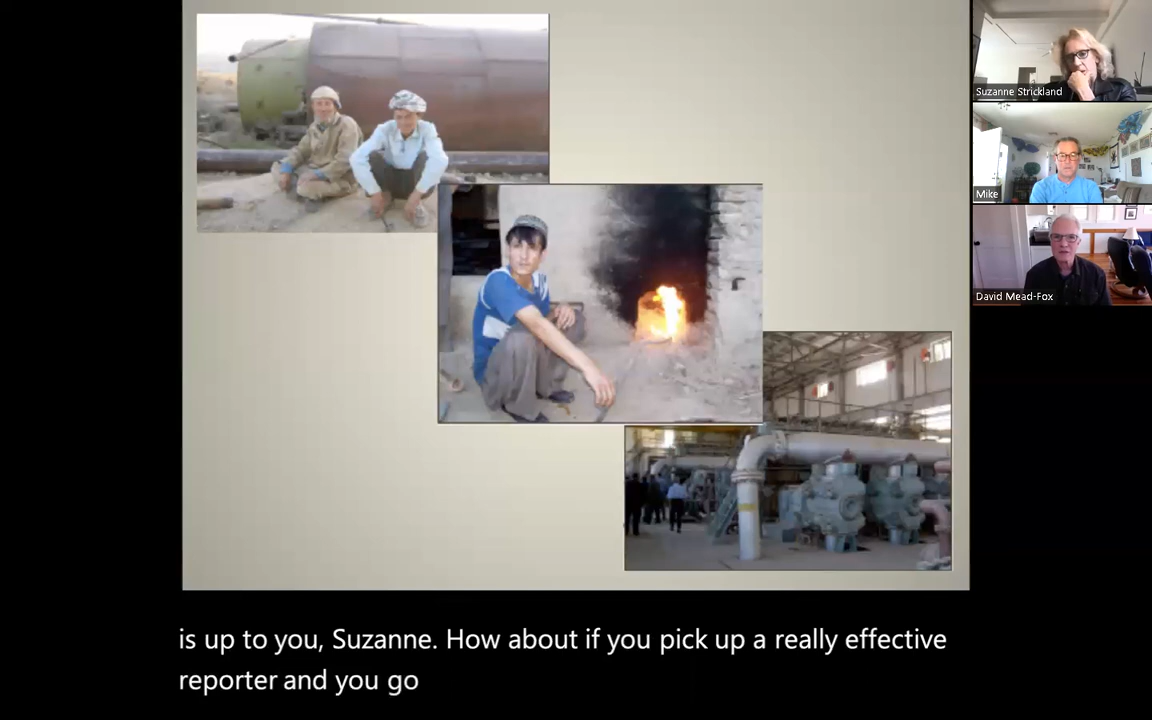 Suzanne Strickland
Mike
David Mead-Fox
is up to you, Suzanne. How about if you pick up a really effective
reporter and you go